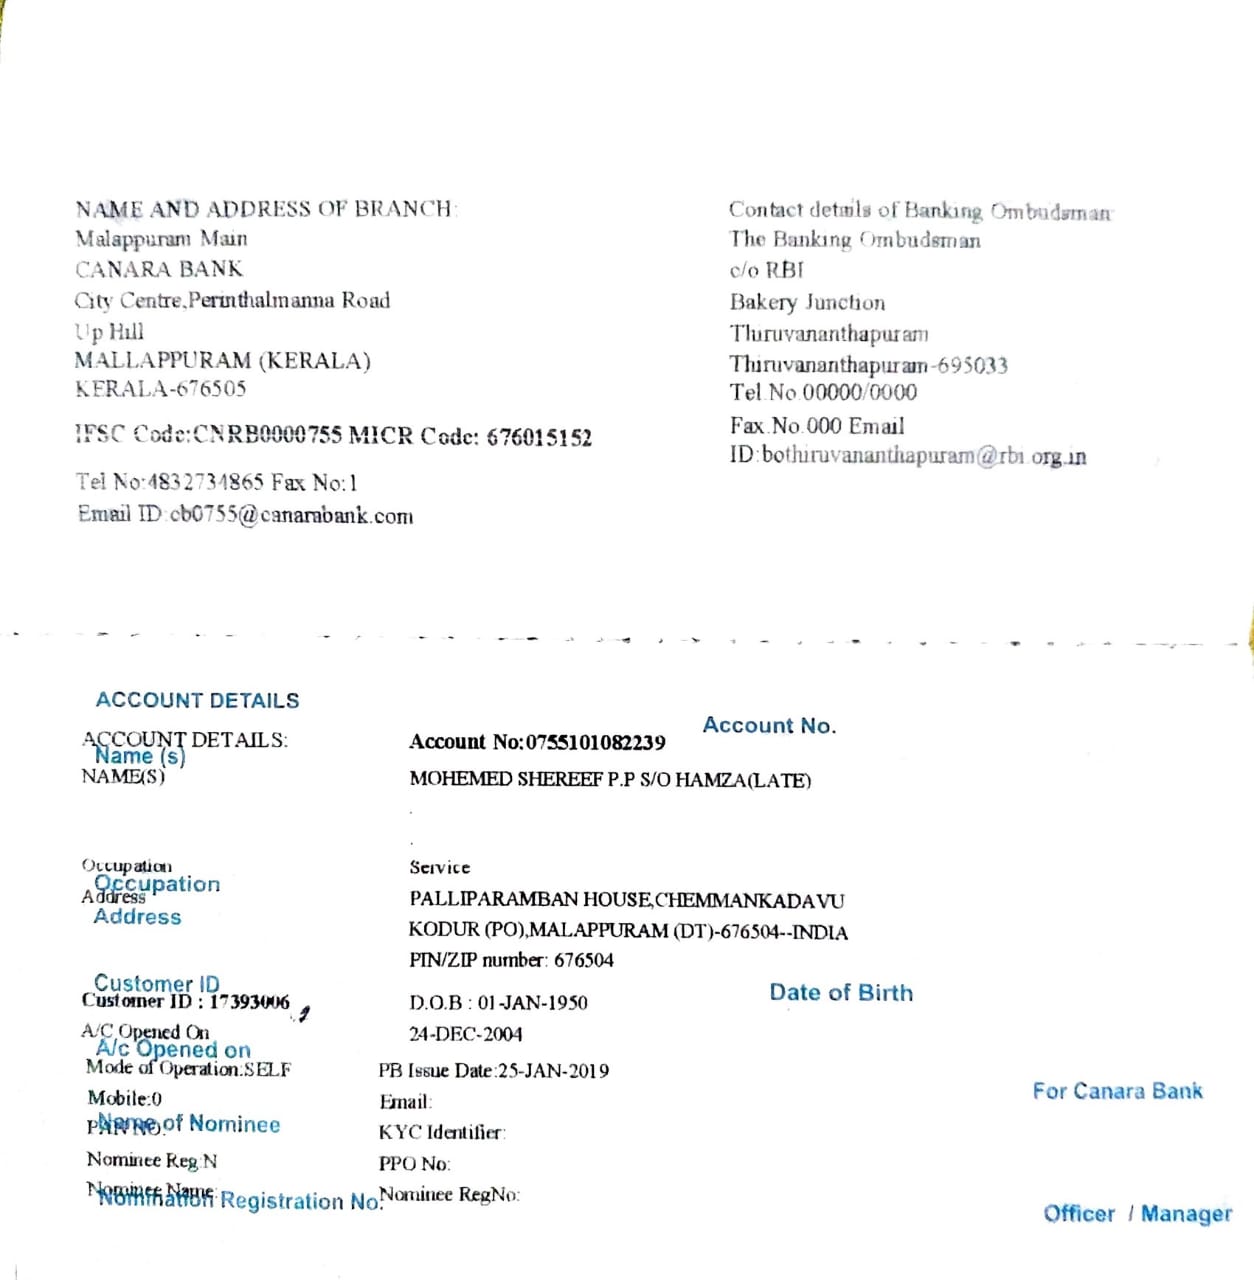 NAME AND ADDRESS OF BRANCH:
Malappuram Main
CANARA BANK
City Centre,Perinthalmanna Road
Up Hill
MALLAPPURAM (KERALA)
KERALA-676505
IFSC Code:CNRB0000755 MICR Code: 676015152
Tel No:4832734865 Fax No:1
Email ID:cb0755@canarabank.com
Contact details of Banking Ombudsman
The Banking Ombudsman
c/o RBI
Bakery Junction
Thiruvananthapuram
Thiruvananthapuram-695033
Tel.No.00000/0000
Fax.No.000 Email
ID:bothiruvananthapuram@rbi.org.in
ACCOUNT DETAILS
Account No.
ACCOUNT DETAILS: Account No:0755101082239
Name (s)
NAME(S) MOHEMED SHEREEF P.P S/O HAMZA(LATE)
.
.
Occupation Service
Occupation
Address PALLIPARAMBAN HOUSE,CHEMMANKADAVU
Address
KODUR (PO),MALAPPURAM (DT)-676504--INDIA
PIN/ZIP number: 676504
Customer ID
Date of Birth
Customer ID : 17393006 D.O.B : 01-JAN-1950
A/C Opened On 24-DEC-2004
A/c Opened on
Mode of Operation:SELF PB Issue Date:25-JAN-2019
For Canara Bank
Mobile:0 Email:
Name of Nominee
PAN NO: KYC Identifier:
Nominee Reg:N PPO No:
Nominee Name: Nominee RegNo:
Nomination Registration No.
Officer / Manager